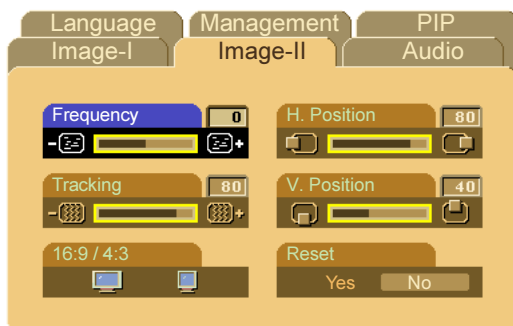 Language Management PIP
Image-I Image-II Audio
Frequency 0
- +
H. Position 80
Tracking 80
- +
V. Position 40
16:9 / 4:3
Reset
Yes No